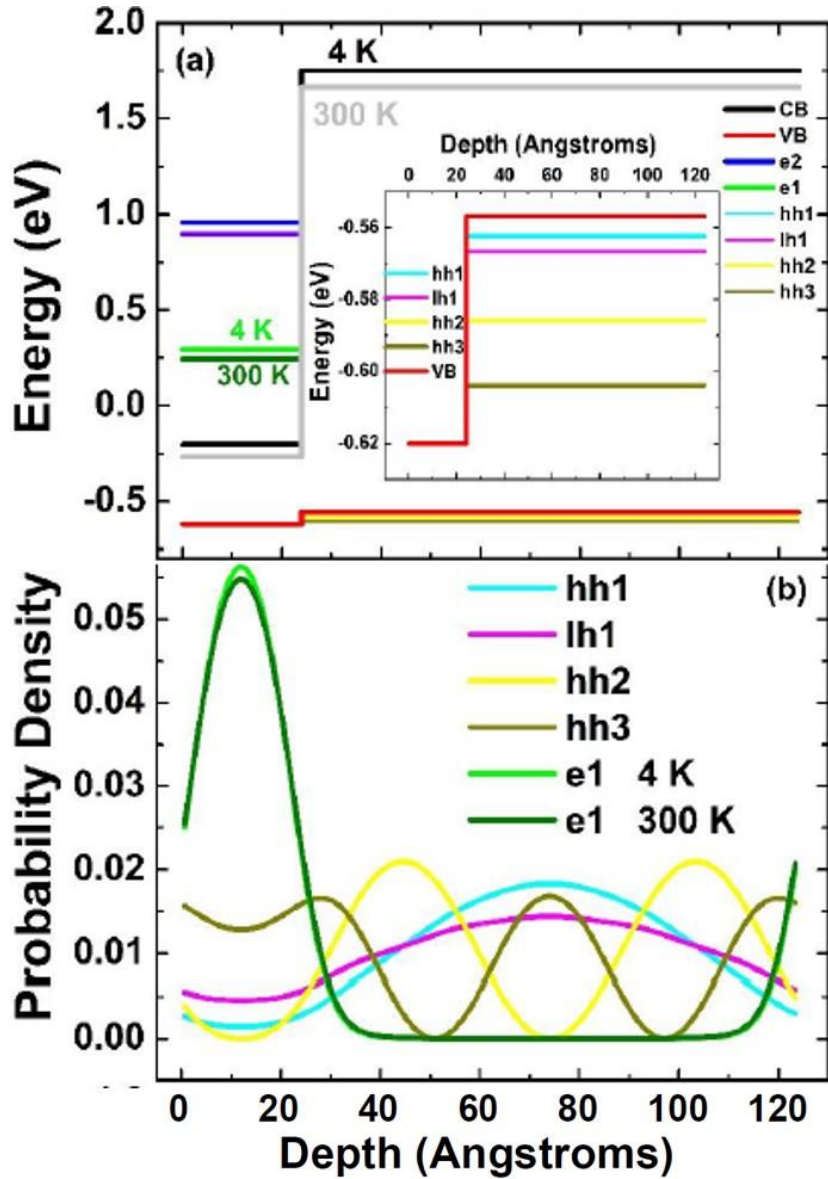 (a)
4 K
300 K
2.0
1.5
1.0
0.5
0.0
-0.5
Energy (eV)
4 K
300 K
CB
VB
e2
e1
hh1
lh1
hh2
hh3
Depth (Angstroms)
0 20 40 60 80 100 120
-0.56
-0.58
-0.60
-0.62
Energy (eV)
hh1
lh1
hh2
hh3
VB
(b)
hh1
lh1
hh2
hh3
e1 4 K
e1 300 K
0.05
0.04
0.03
0.02
0.01
0.00
Probability Density
0 20 40 60 80 100 120
Depth (Angstroms)